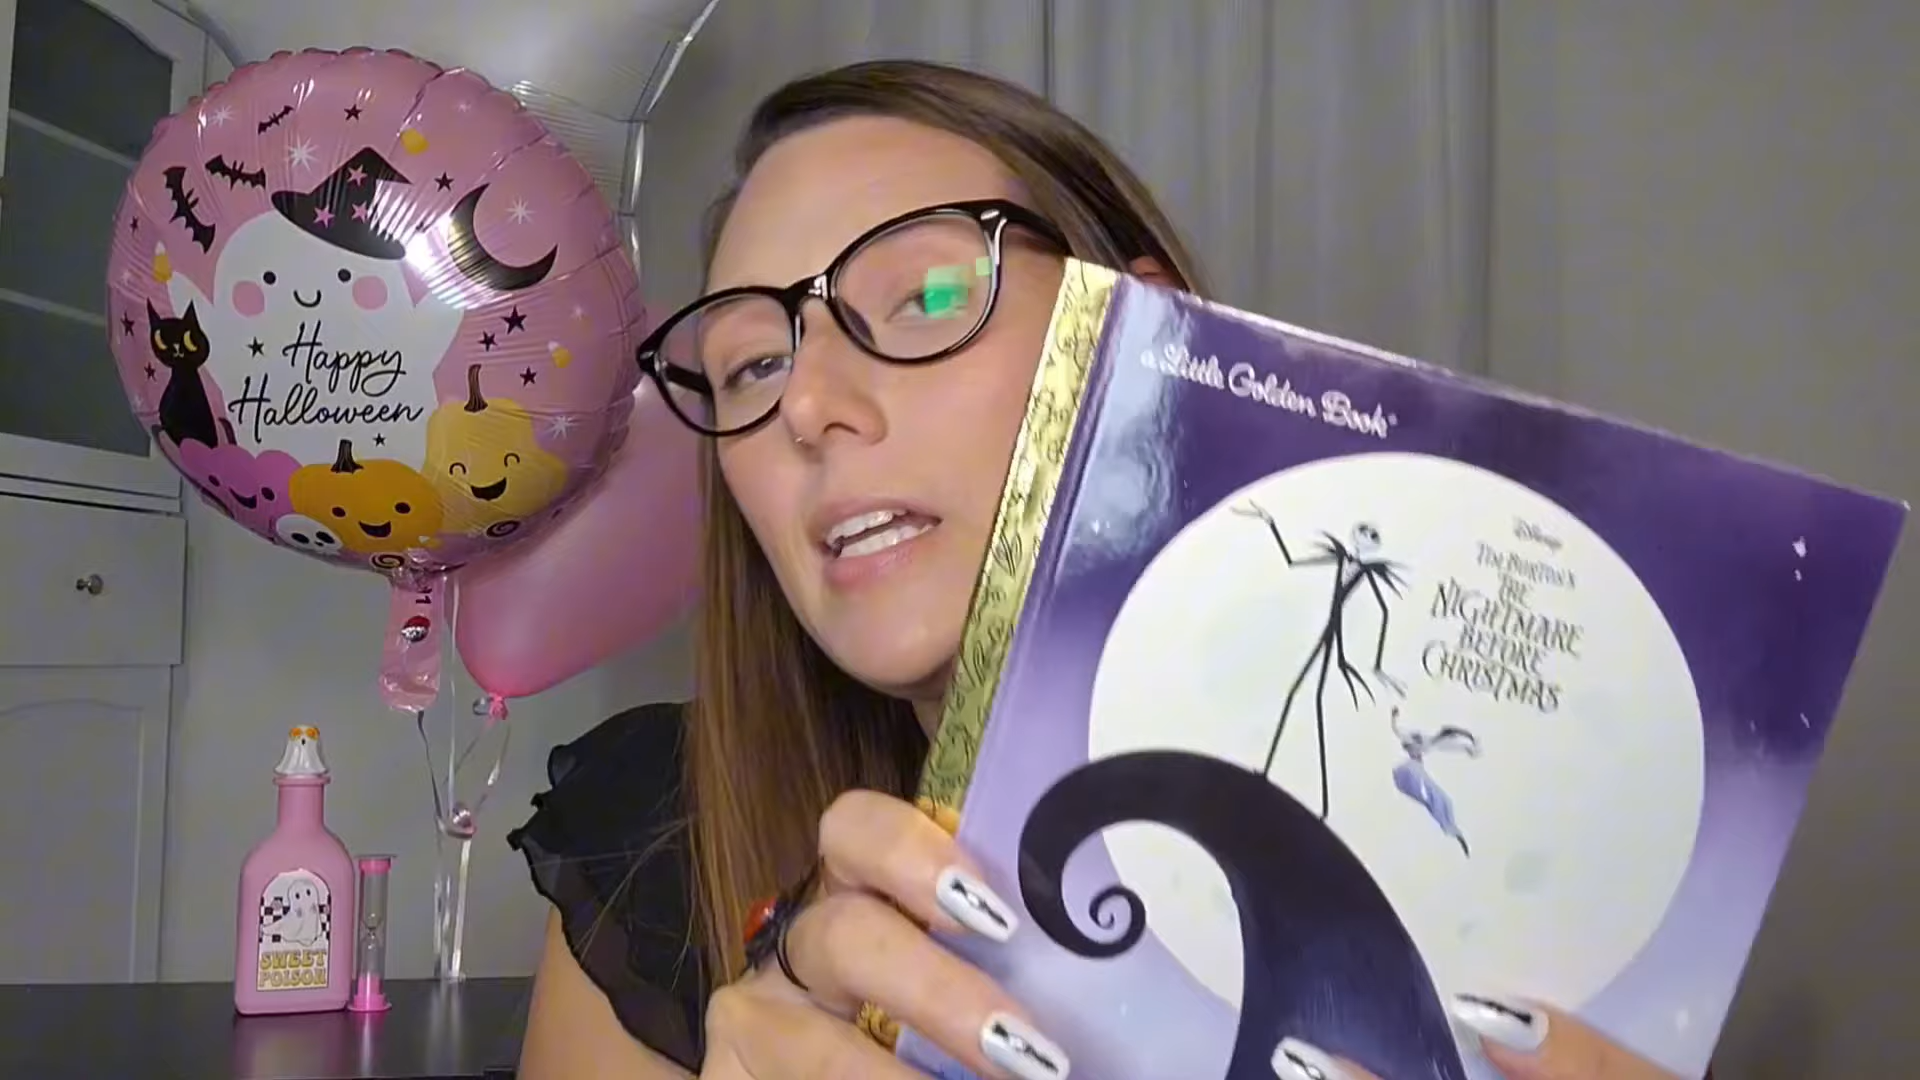 Happy
Halloween
SWEET
POISON
a Little Golden Book®
Disney
TIM BURTON'S
THE
NIGHTMARE
BEFORE
CHRISTMAS